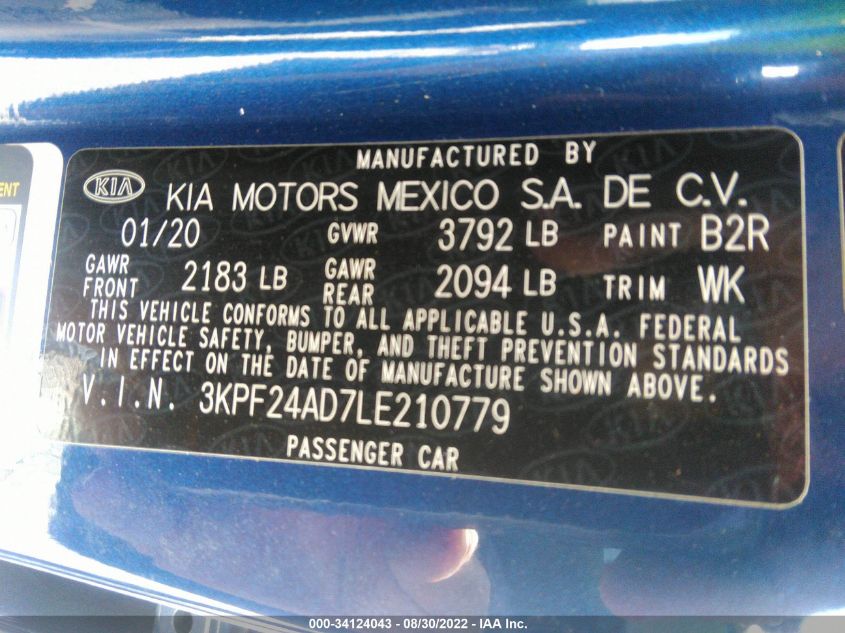 MANUFACTURED BY
KIA KIA MOTORS MEXICO S.A. DE C.V.
01/20 GVWR 3792 LB PAINT B2R
GAWR FRONT 2183 LB GAWR REAR 2094 LB TRIM WK
THIS VEHICLE CONFORMS TO ALL APPLICABLE U.S.A. FEDERAL
MOTOR VEHICLE SAFETY, BUMPER, AND THEFT PREVENTION STANDARDS
IN EFFECT ON THE DATE OF MANUFACTURE SHOWN ABOVE.
V.I.N. 3KPF24AD7LE210779
PASSENGER CAR
000-34124043 - 08/30/2022 - IAA Inc.